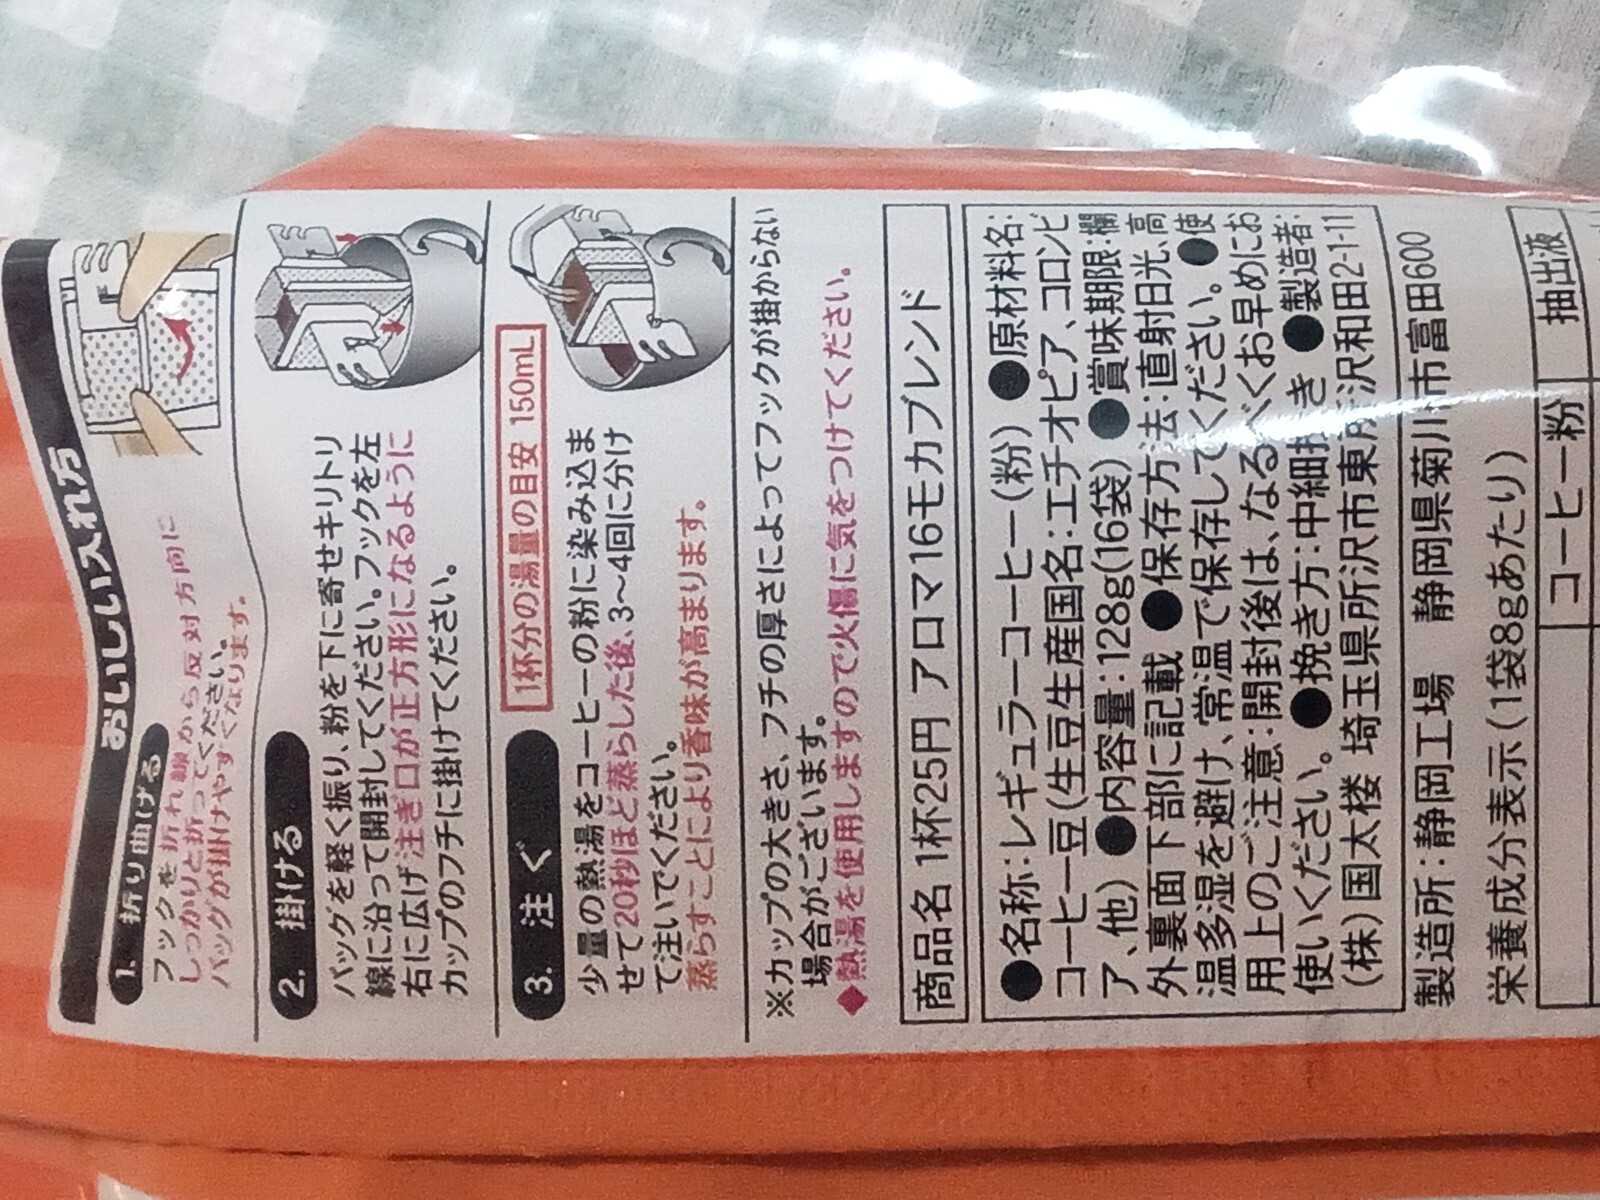 おいしい入れ方
1. 折り曲げる
フックを折れ線から反対方向に
しっかりと折ってください。
バッグが掛けやすくなります。
2. 掛ける
バッグを軽く振り、粉を下に寄せキリトリ
線に沿って開封してください。フックを左
右に広げ注ぎ口が正方形になるように
カップのフチに掛けてください。
3. 注ぐ
1杯分の湯量の目安 150mL
少量の熱湯をコーヒーの粉に染み込ま
せて20秒ほど蒸らした後、3〜4回に分け
て注いでください。
蒸らすことにより香味が高まります。
※カップの大きさ、フチの厚さによってフックが掛からない
場合がございます。
◆熱湯を使用しますので火傷に気をつけてください。
商品名 1杯25円 アロマ16モカブレンド
●名称:レギュラーコーヒー(粉) ●原材料名:
コーヒー豆(生豆生産国名:エチオピア、コロンビ
ア、他) ●内容量:128g(16袋) ●賞味期限:欄
外裏面下部に記載 ●保存方法:直射日光、高
温多湿を避け、常温で保存してください。 ●使
用上のご注意:開封後は、なるべくお早めにお
使いください。 ●挽き方:中細挽き ●製造者:
(株)国太楼 埼玉県所沢市東所沢和田2-1-11
製造所:静岡工場 静岡県菊川市富田600
栄養成分表示(1袋8gあたり)
コーヒー粉 抽出液